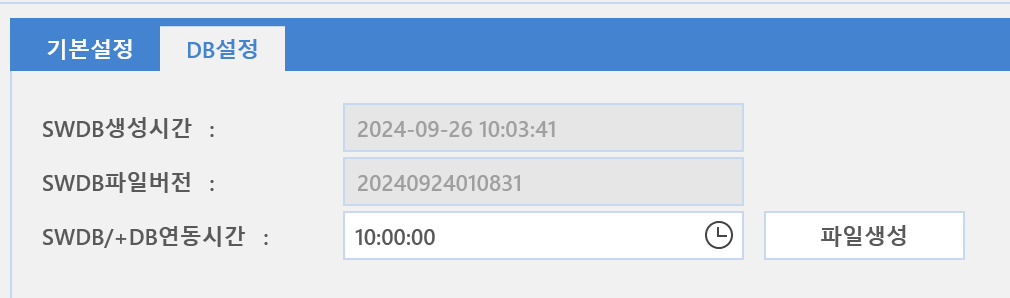 기본설정 DB설정
SWDB생성시간 : 2024-09-26 10:03:41
SWDB파일버전 : 20240924010831
SWDB/+DB연동시간 : 10:00:00 파일생성